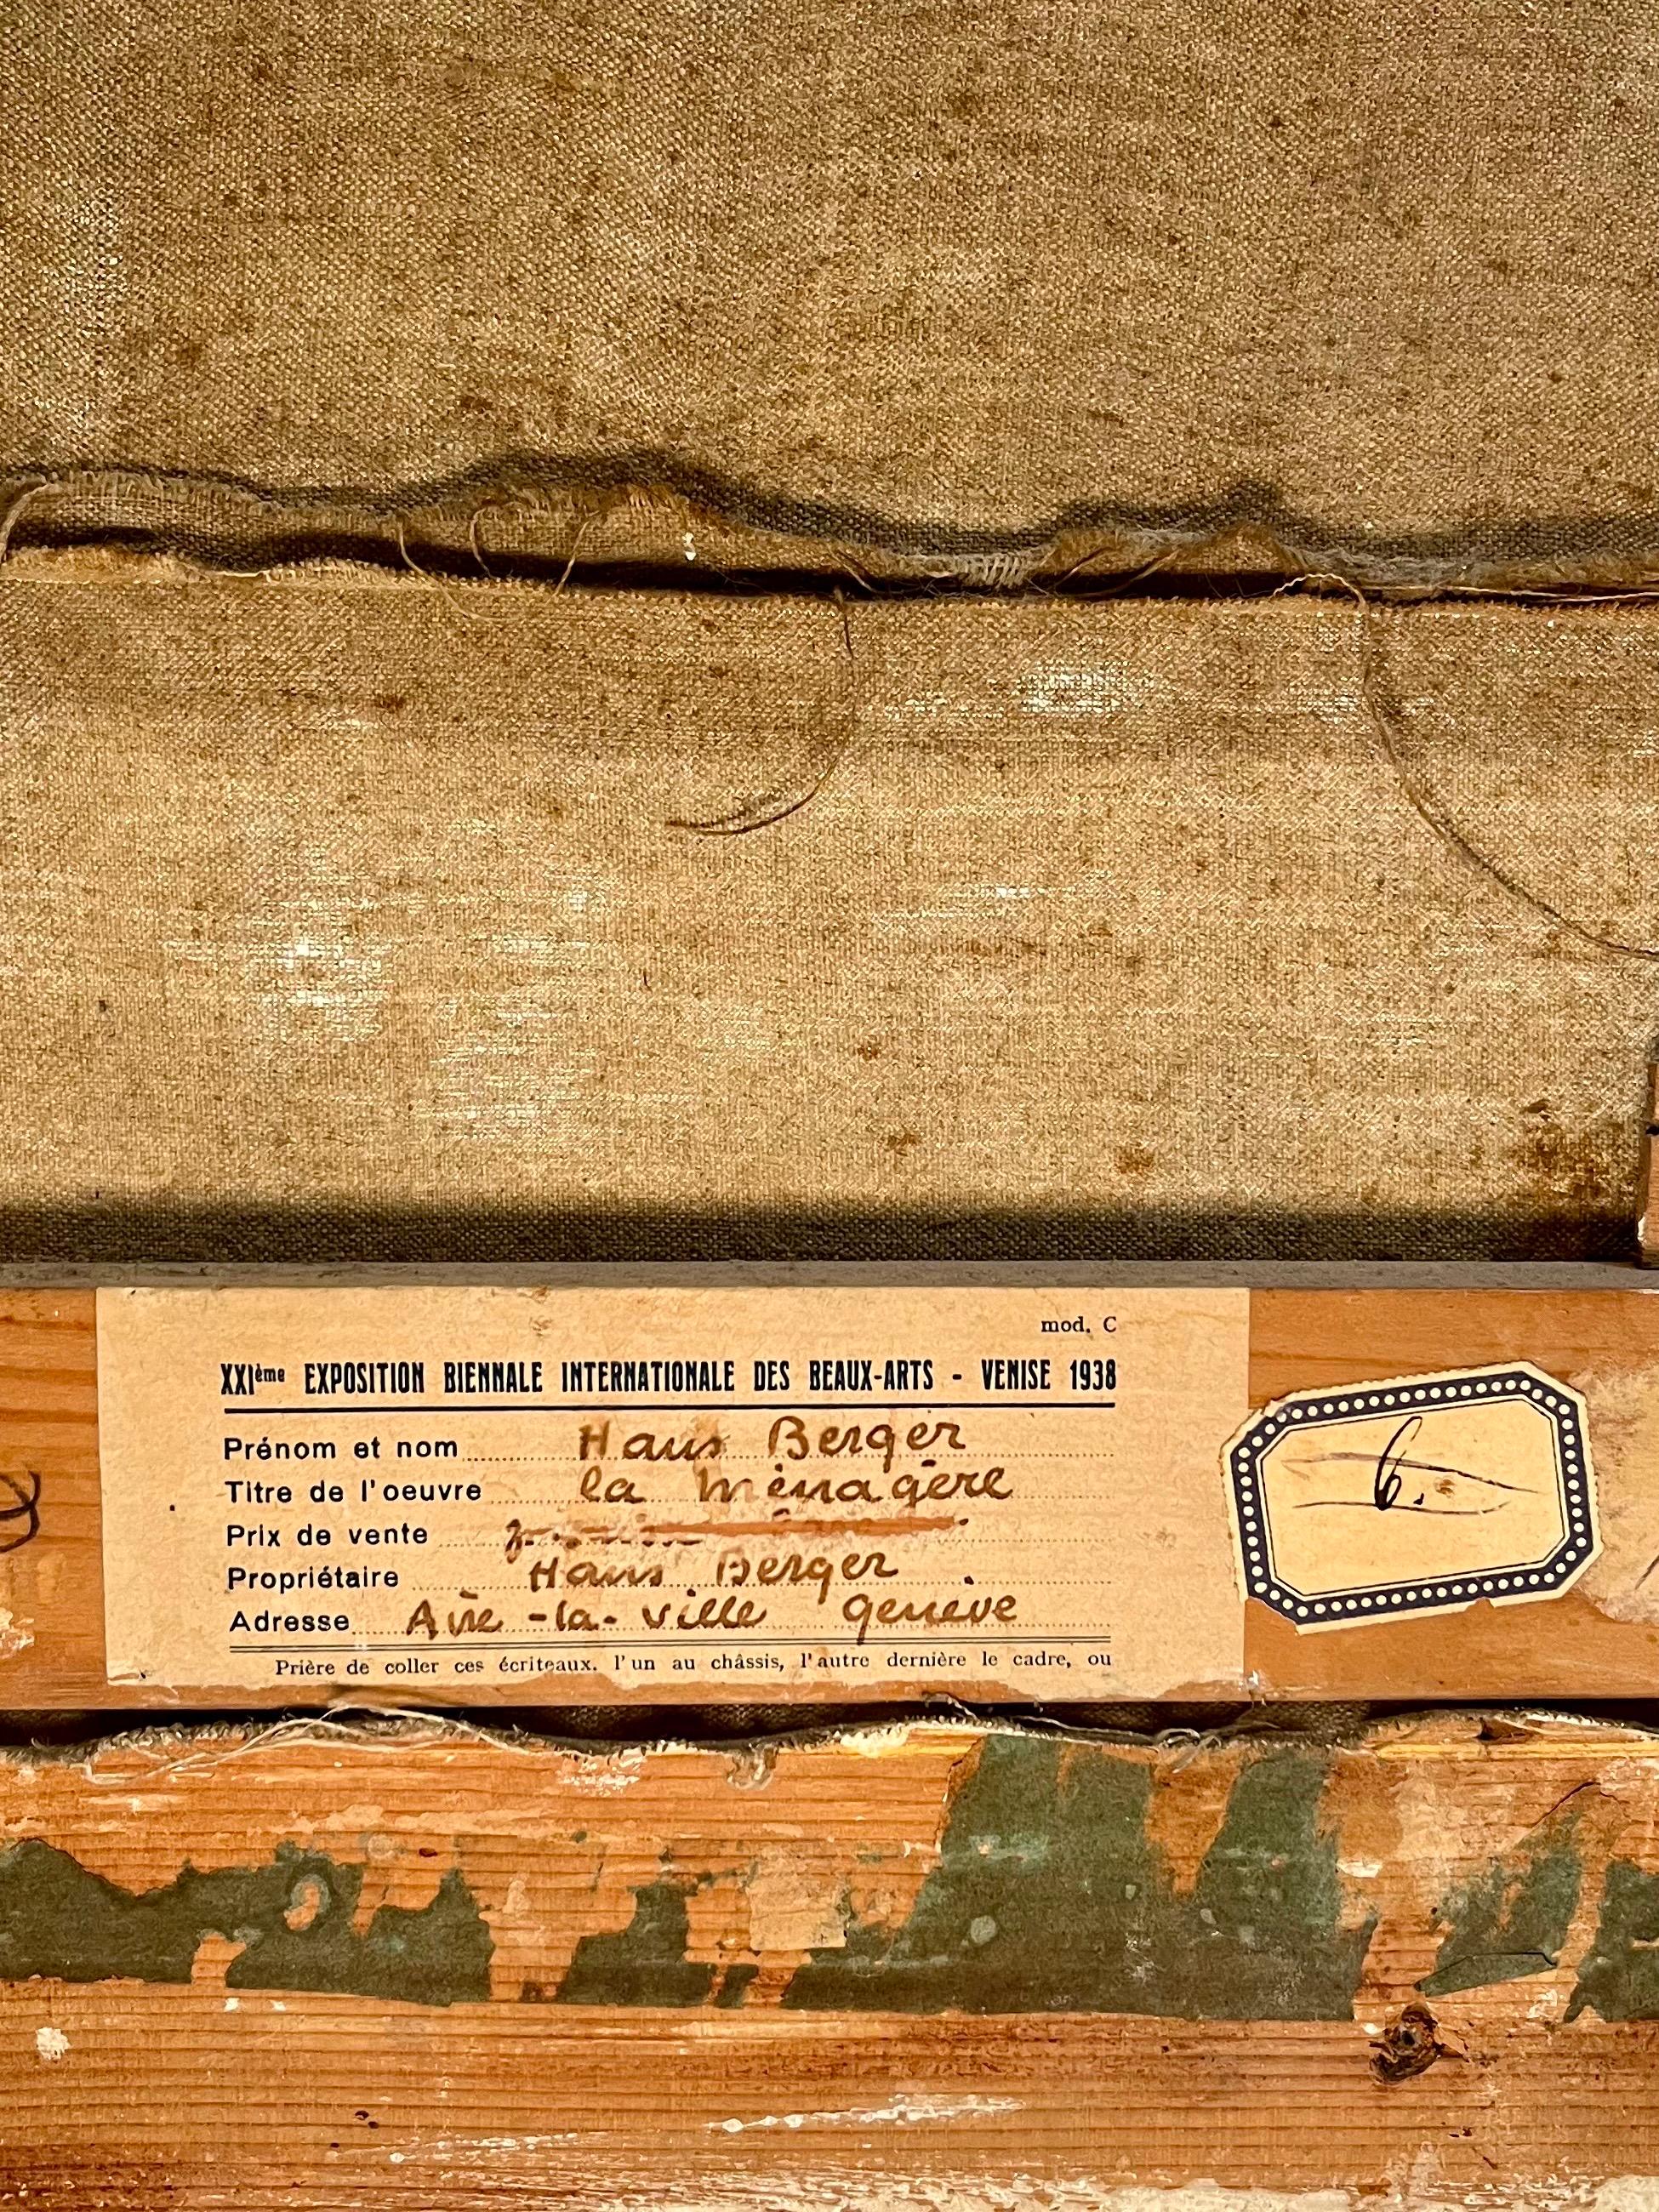 mod. C
XXIème EXPOSITION BIENNALE INTERNATIONALE DES BEAUX-ARTS - VENISE 1938
Prénom et nom Hans Berger
Titre de l'oeuvre la ménagère
Prix de vente
Propriétaire Hans Berger
Adresse Aire-la-ville Genève
Prière de coller ces écriteaux. l'un au châssis, l'autre dernière le cadre, ou
6.